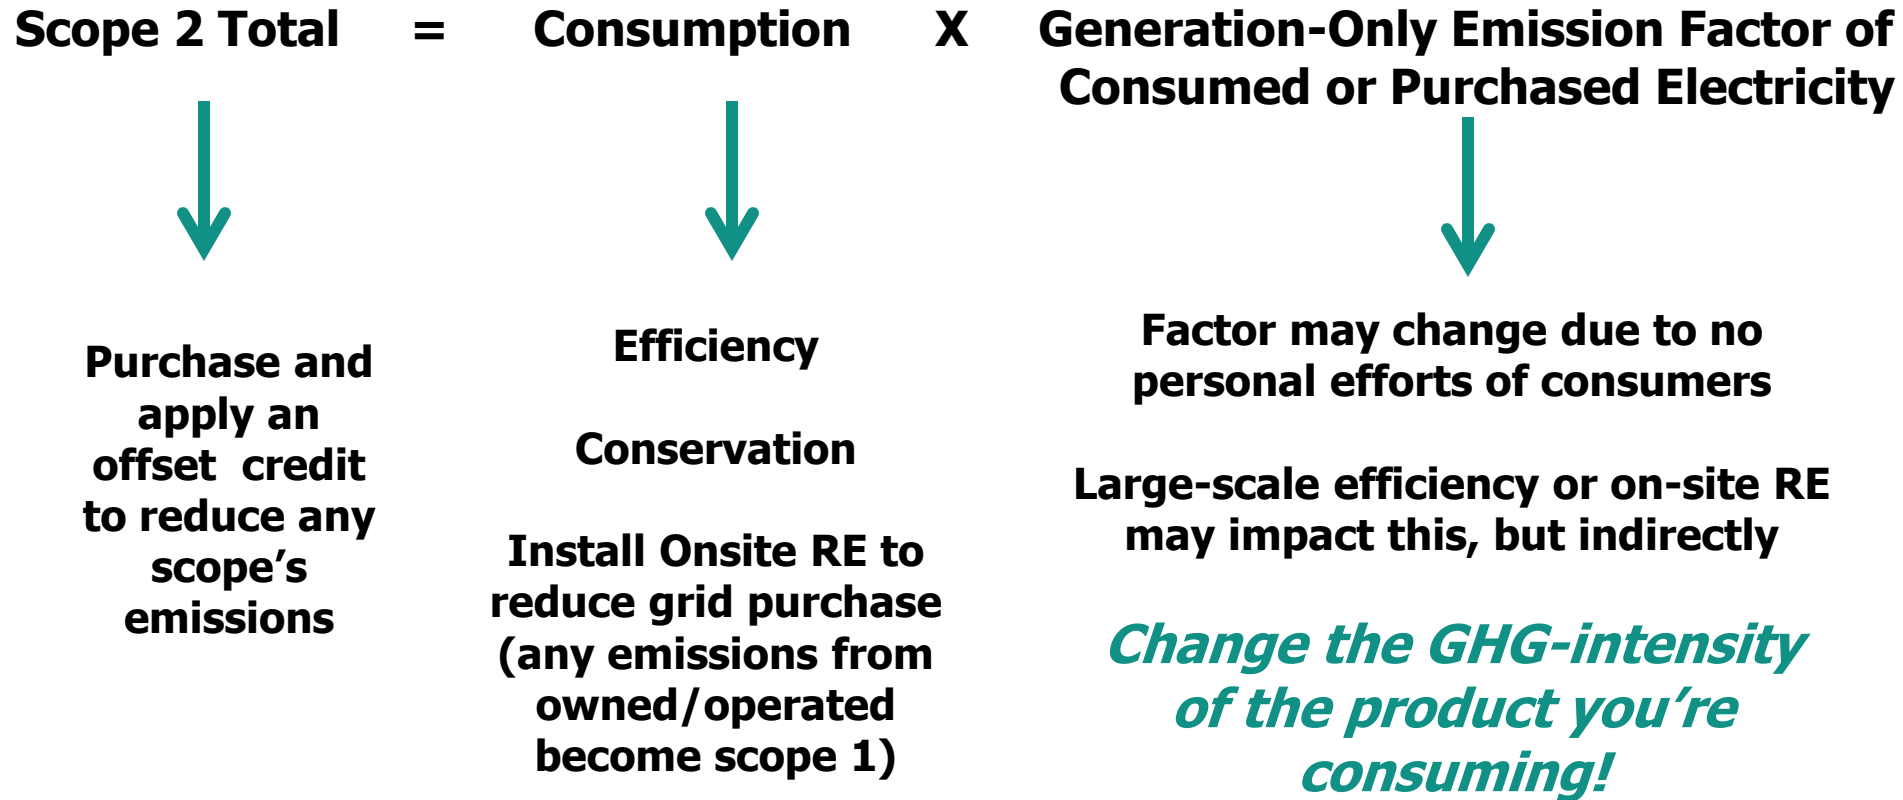 Scope 2 Total = Consumption X Generation-Only Emission Factor of
Consumed or Purchased Electricity
Purchase and
apply an
offset credit
to reduce any
scope’s
emissions
Efficiency
Conservation
Install Onsite RE to
reduce grid purchase
(any emissions from
owned/operated
become scope 1)
Factor may change due to no
personal efforts of consumers
Large-scale efficiency or on-site RE
may impact this, but indirectly
Change the GHG-intensity
of the product you’re
consuming!